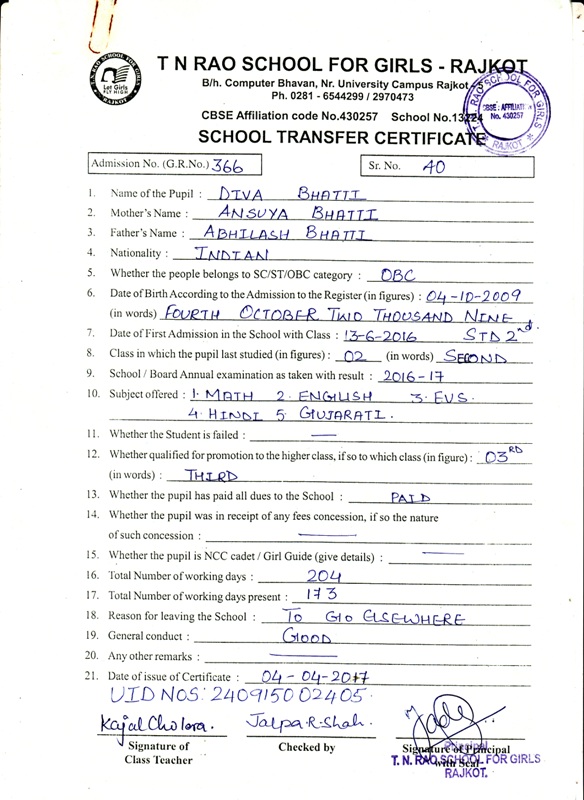 T. N. RAO SCHOOL FOR GIRLS
Let Girls
FLY HIGH
RAJKOT
T N RAO SCHOOL FOR GIRLS - RAJKOT
B/h. Computer Bhavan, Nr. University Campus Rajkot - 5
Ph. 0281 - 6544299 / 2970473
CBSE Affiliation code No.430257 School No.13224
T. N. RAO SCHOOL FOR GIRLS
CBSE : AFFILIATION
No. 430257
RAJKOT
SCHOOL TRANSFER CERTIFICATE
Admission No. (G.R.No.) 366 Sr. No. 40
1. Name of the Pupil : DIVA BHATTI
2. Mother's Name : ANSUYA BHATTI
3. Father's Name : ABHILASH BHATTI
4. Nationality : INDIAN
5. Whether the people belongs to SC/ST/OBC category : OBC
6. Date of Birth According to the Admission to the Register (in figures) : 04-10-2009
(in words) FOURTH OCTOBER TWO THOUSAND NINE
7. Date of First Admission in the School with Class : 13-6-2016 STD 2nd
8. Class in which the pupil last studied (in figures) : 02 (in words) SECOND
9. School / Board Annual examination as taken with result : 2016-17
10. Subject offered : 1. MATH 2. ENGLISH 3. EVS.
4. HINDI 5. GUJARATI.
11. Whether the Student is failed : —
12. Whether qualified for promotion to the higher class, if so to which class (in figure) : 03RD
(in words) : THIRD
13. Whether the pupil has paid all dues to the School : PAID
14. Whether the pupil was in receipt of any fees concession, if so the nature
of such concession : —
15. Whether the pupil is NCC cadet / Girl Guide (give details) : —
16. Total Number of working days : 204
17. Total Number of working days present : 173
18. Reason for leaving the School : TO GO ELSEWHERE
19. General conduct : GOOD
20. Any other remarks : —
21. Date of issue of Certificate : 04-04-2017
UID NOS: 240915002405.
Kajal Cholera. Jalpa R. Shah.
Signature of Class Teacher
Checked by
Signature of Principal
with Seal
Principal
T. N. RAO SCHOOL FOR GIRLS
RAJKOT.